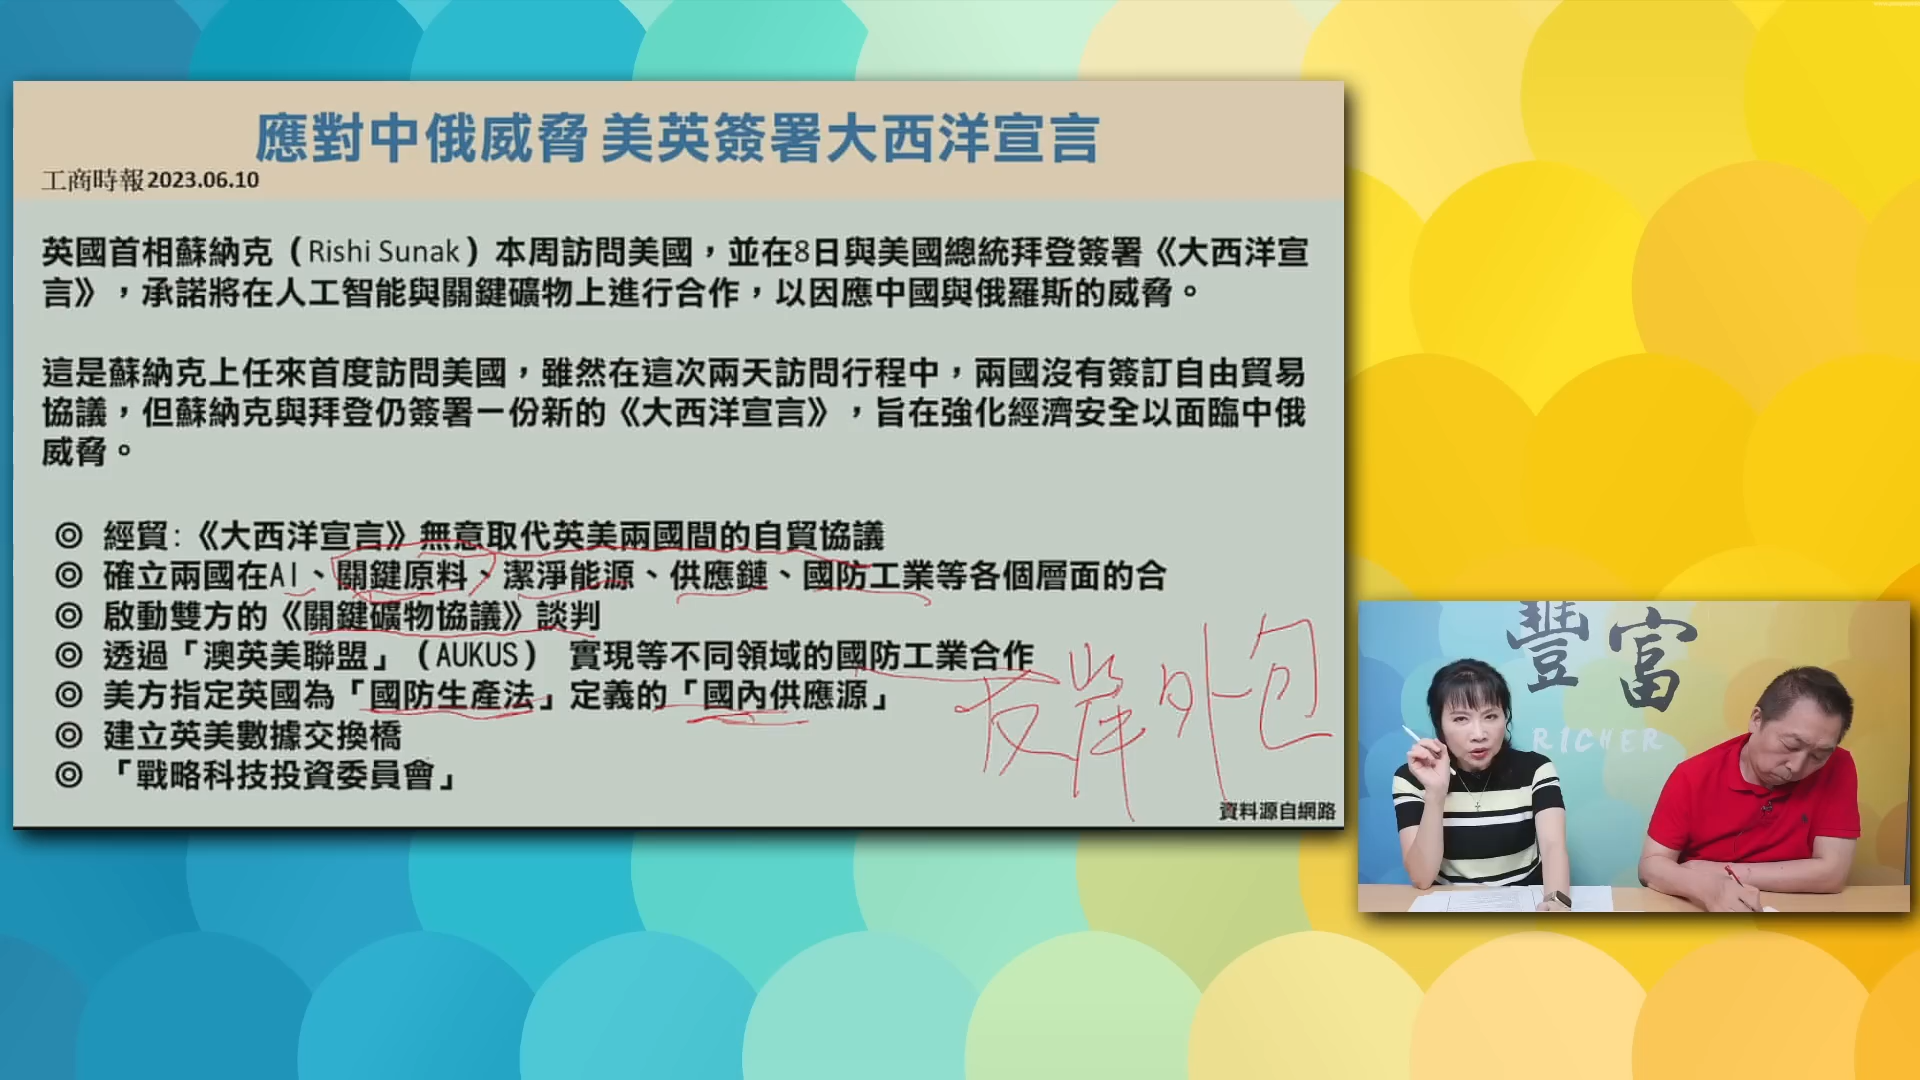 應對中俄威脅 美英簽署大西洋宣言
工商時報2023.06.10
英國首相蘇納克（Rishi Sunak）本周訪問美國，並在8日與美國總統拜登簽署《大西洋宣
言》，承諾將在人工智能與關鍵礦物上進行合作，以因應中國與俄羅斯的威脅。
這是蘇納克上任來首度訪問美國，雖然在這次兩天訪問行程中，兩國沒有簽訂自由貿易
協議，但蘇納克與拜登仍簽署一份新的《大西洋宣言》，旨在強化經濟安全以面臨中俄
威脅。
◎ 經貿:《大西洋宣言》無意取代英美兩國間的自貿協議
◎ 確立兩國在AI、關鍵原料、潔淨能源、供應鏈、國防工業等各個層面的合
◎ 啟動雙方的《關鍵礦物協議》談判
◎ 透過「澳英美聯盟」（AUKUS） 實現等不同領域的國防工業合作
◎ 美方指定英國為「國防生產法」定義的「國內供應源」
◎ 建立英美數據交換橋
◎ 「戰略科技投資委員會」
友岸外包
資料源自網路
豐富
RICHER